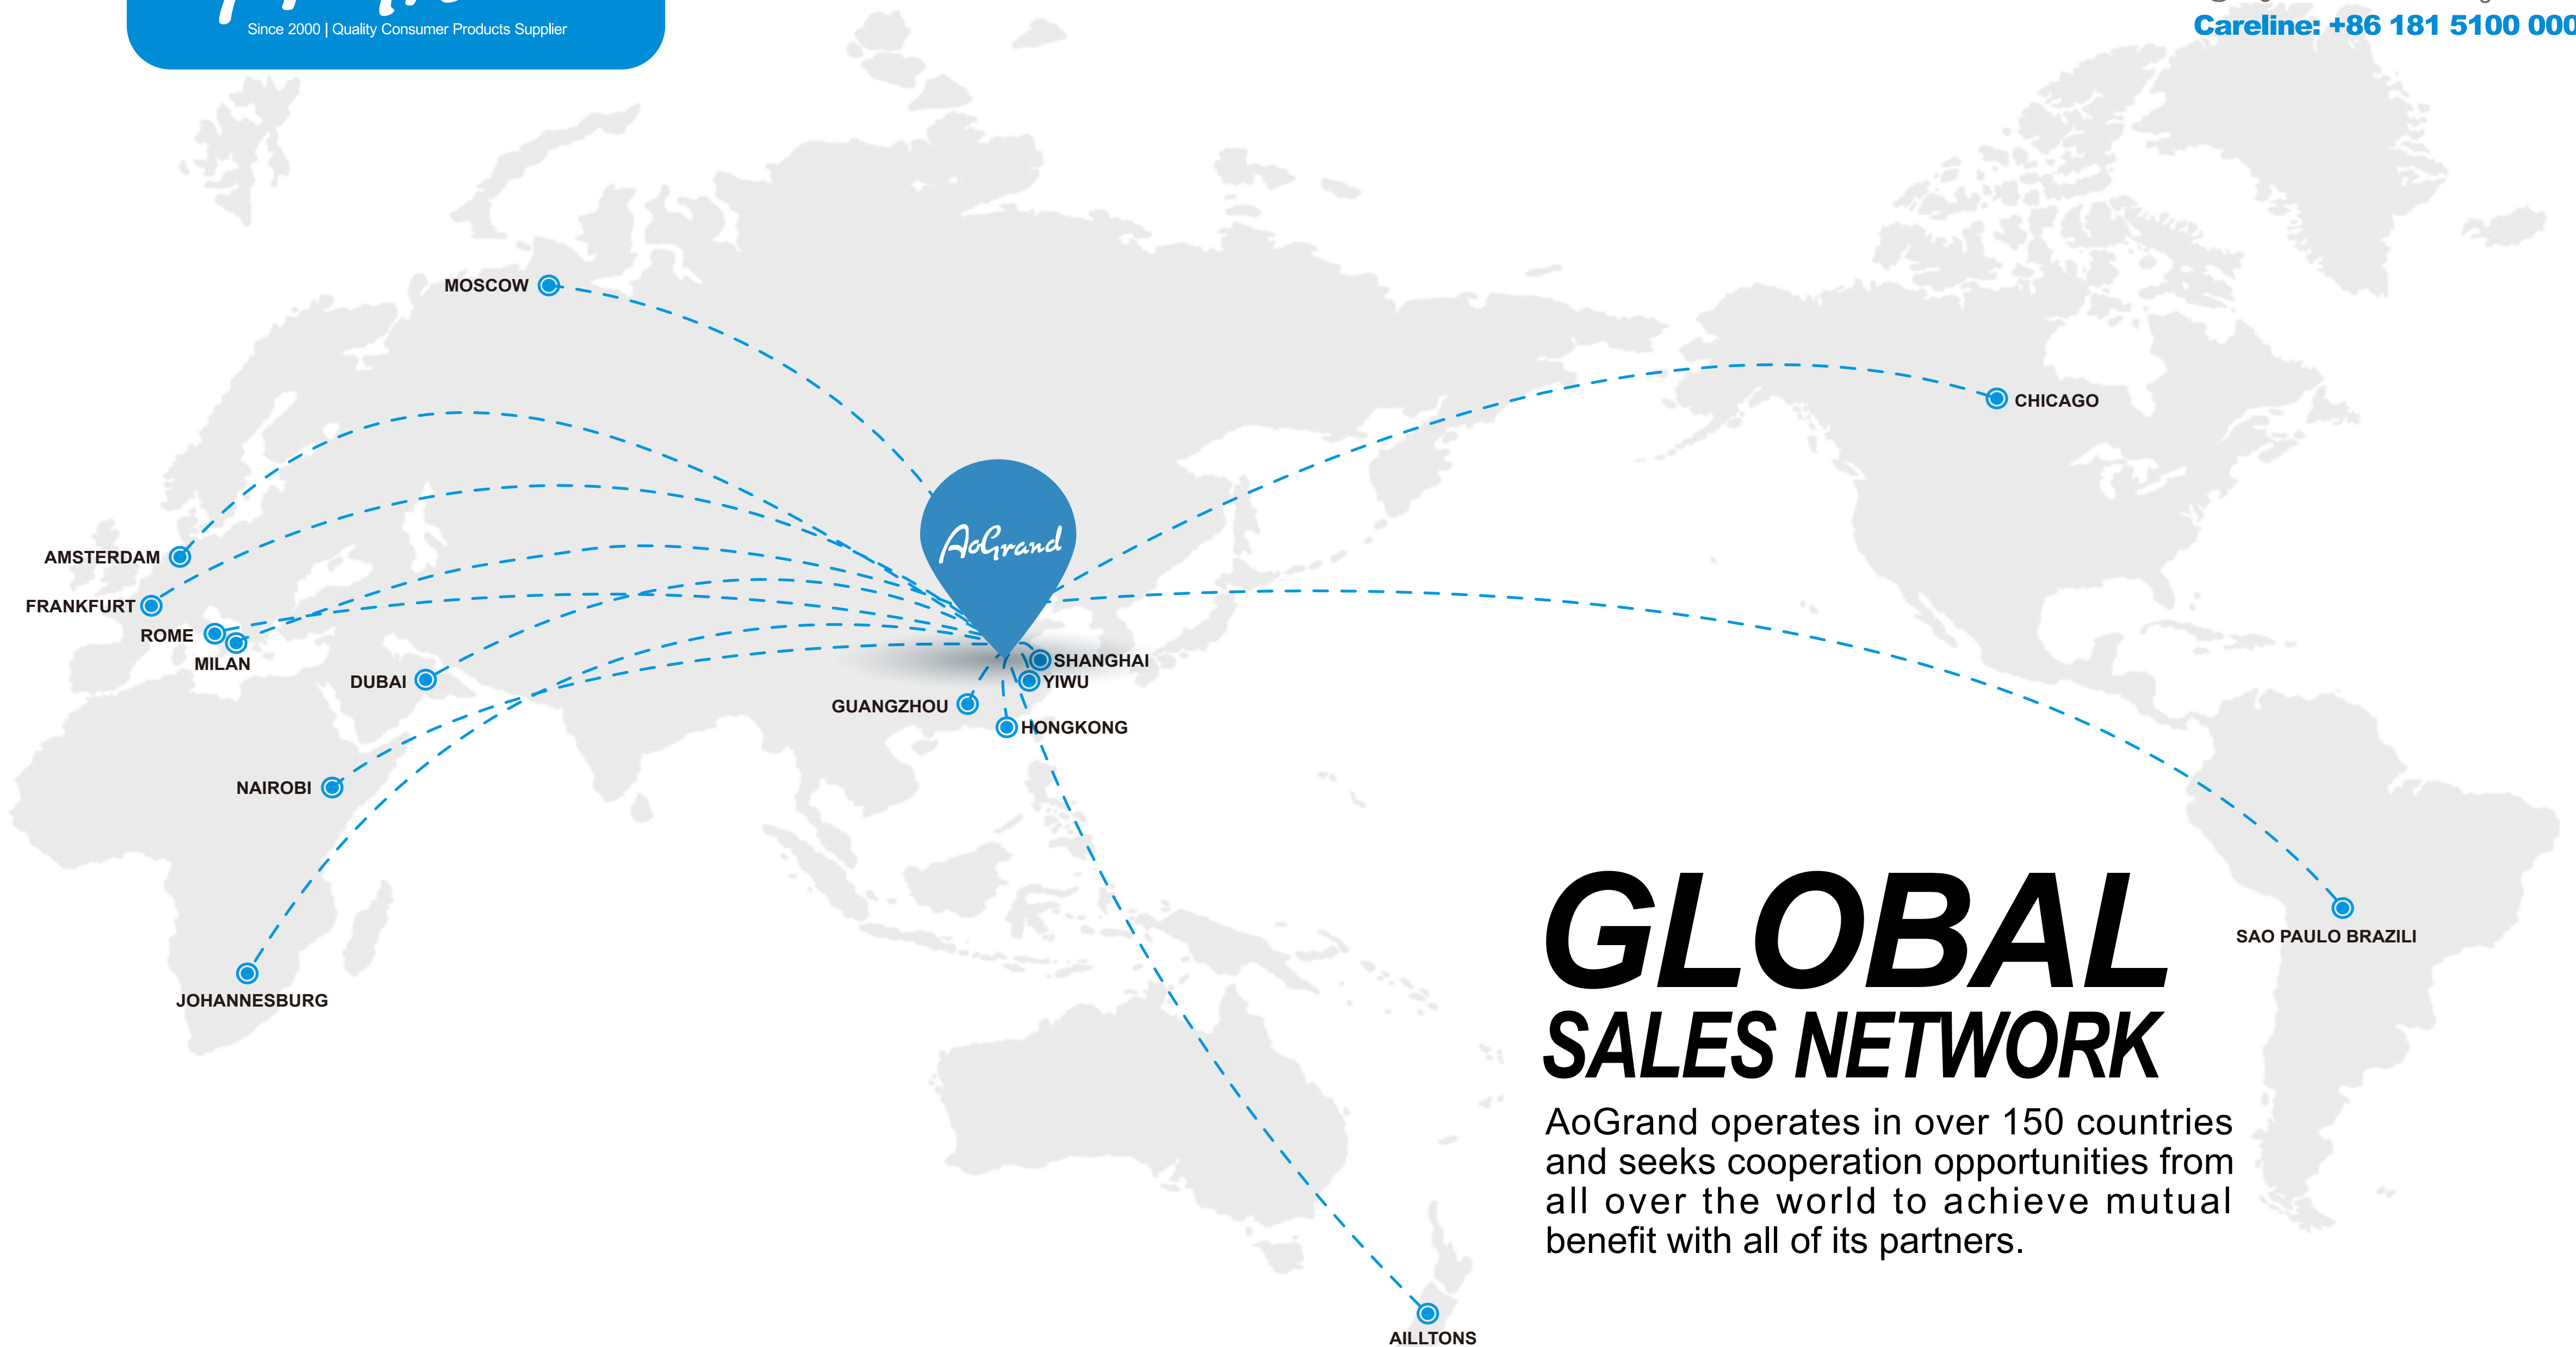 Since 2000 | Quality Consumer Products Supplier
Careline: +86 181 5100 000
MOSCOW
CHICAGO
AoGrand
AMSTERDAM
FRANKFURT
ROME
MILAN
DUBAI
SHANGHAI
YIWU
GUANGZHOU
HONGKONG
NAIROBI
JOHANNESBURG
SAO PAULO BRAZILI
GLOBAL
SALES NETWORK
AoGrand operates in over 150 countries
and seeks cooperation opportunities from
all over the world to achieve mutual
benefit with all of its partners.
AILLTONS